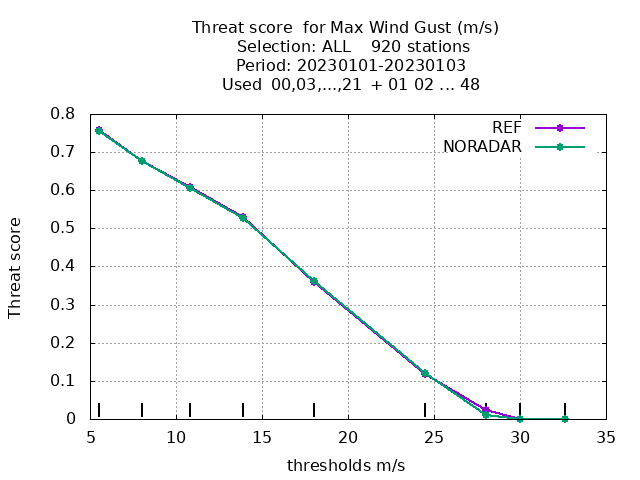 Threat score  for Max Wind Gust (m/s)
Selection: ALL    920 stations
Period: 20230101-20230103
Used  00,03,...,21  + 01 02 ... 48
REF
NORADAR
0.8
0.7
0.6
0.5
0.4
0.3
0.2
0.1
0
Threat score
5 10 15 20 25 30 35
thresholds m/s